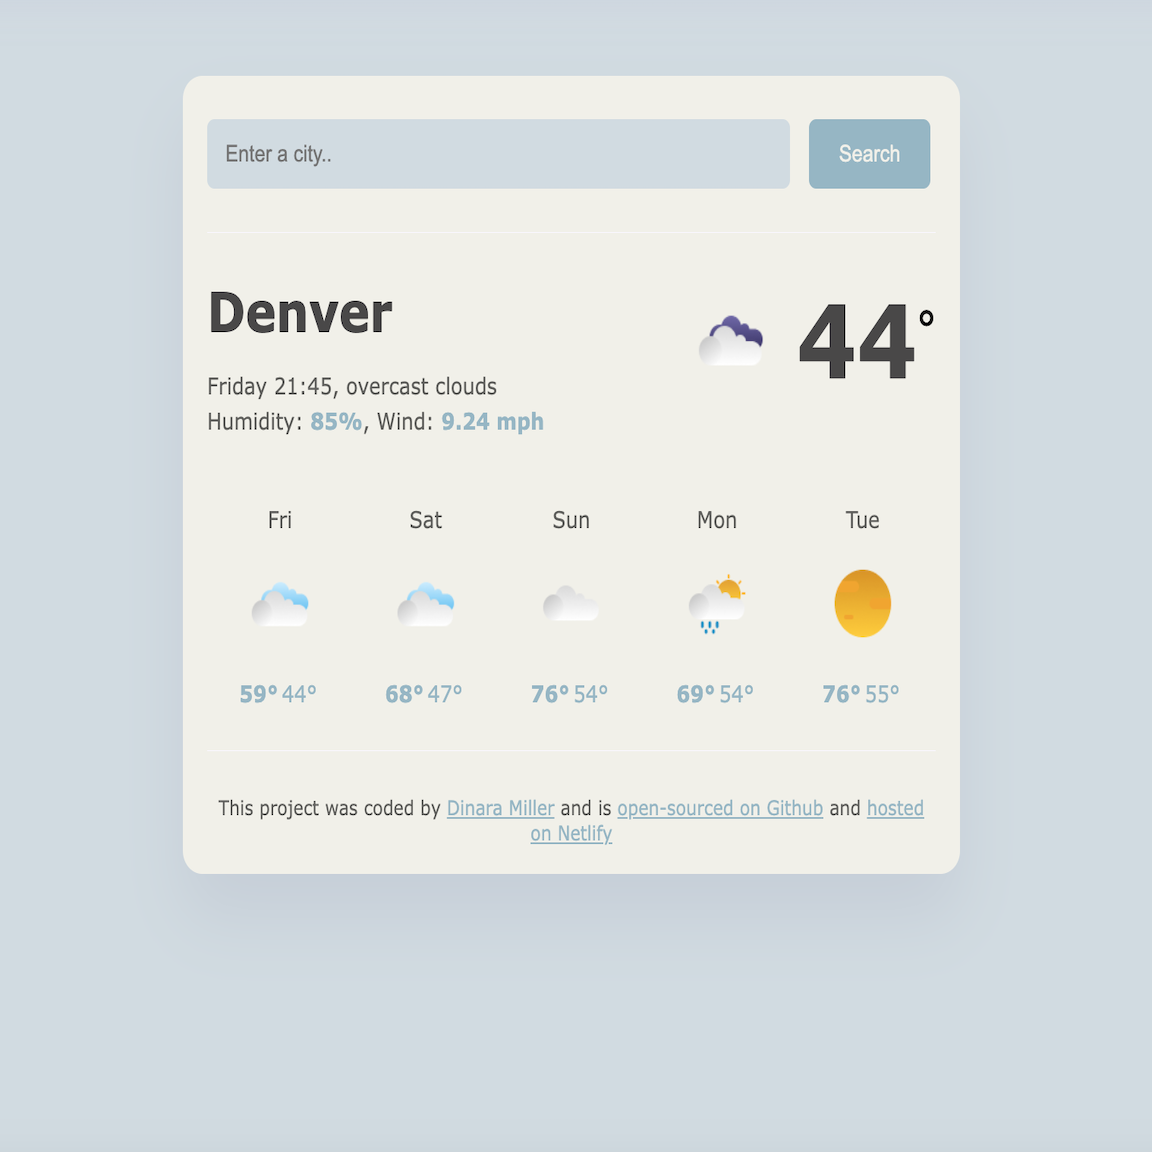 Enter a city..
Search
Denver
44°
Friday 21:45, overcast clouds
Humidity: 85%, Wind: 9.24 mph
Fri Sat Sun Mon Tue
59° 44° 68° 47° 76° 54° 69° 54° 76° 55°
This project was coded by Dinara Miller and is open-sourced on Github and hosted
on Netlify